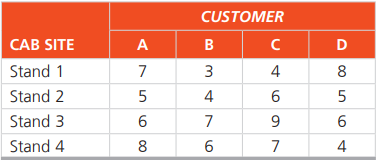 CUSTOMER
CAB SITE A B C D
Stand 1 7 3 4 8
Stand 2 5 4 6 5
Stand 3 6 7 9 6
Stand 4 8 6 7 4